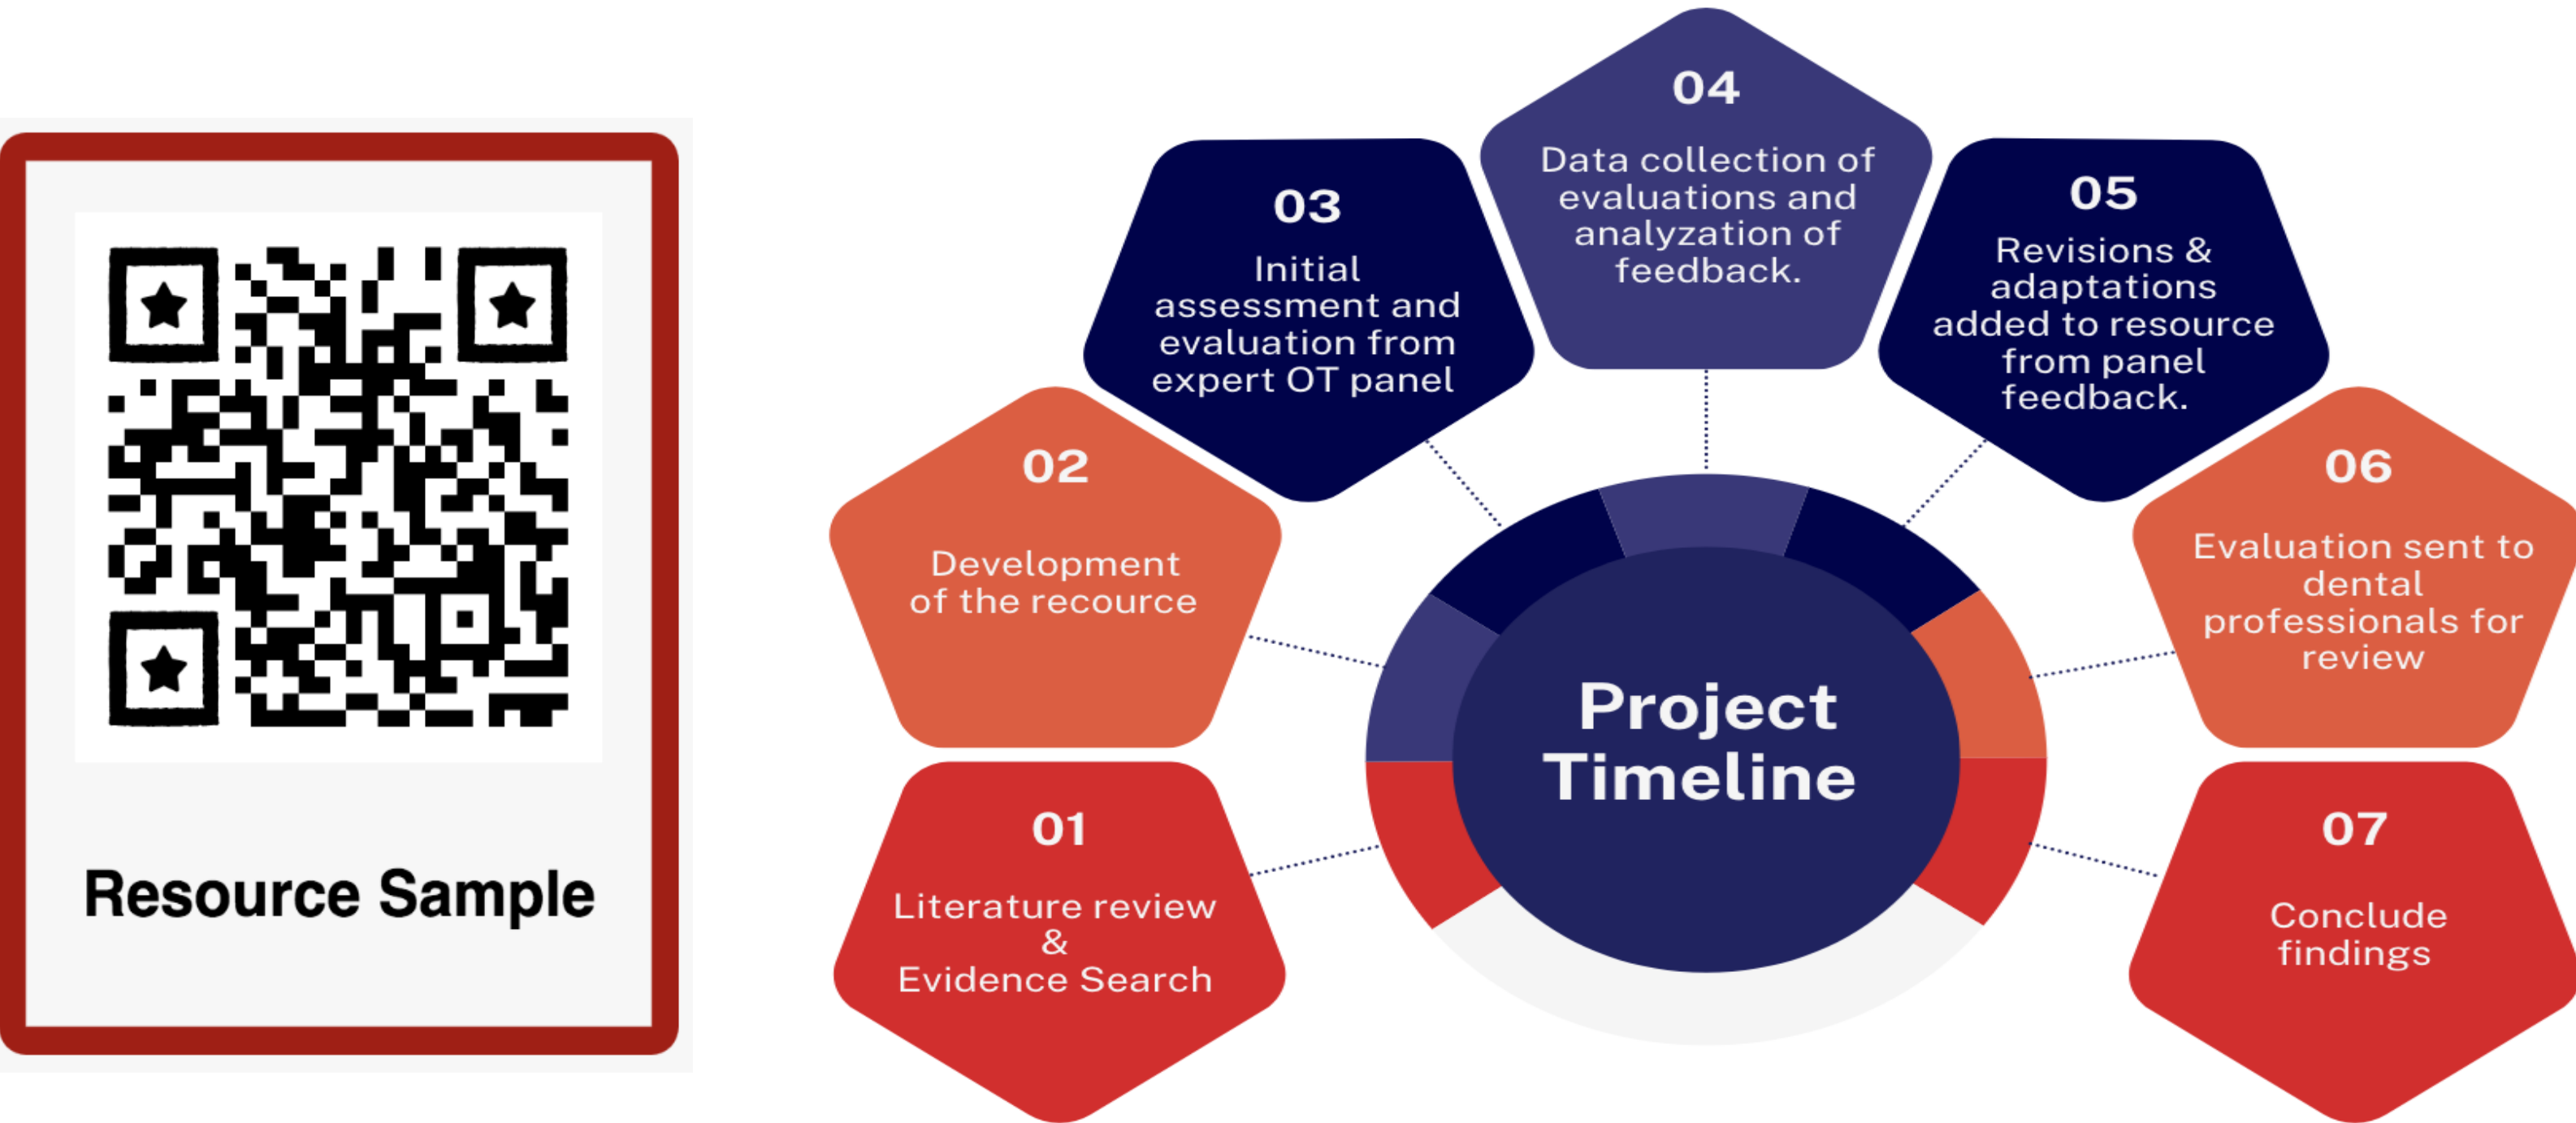 Resource Sample
Project
Timeline
01
Literature review
&
Evidence Search
02
Development
of the recource
03
Initial
assessment and
evaluation from
expert OT panel
04
Data collection of
evaluations and
analyzation of
feedback.
05
Revisions &
adaptations
added to resource
from panel
feedback.
06
Evaluation sent to
dental
professionals for
review
07
Conclude
findings